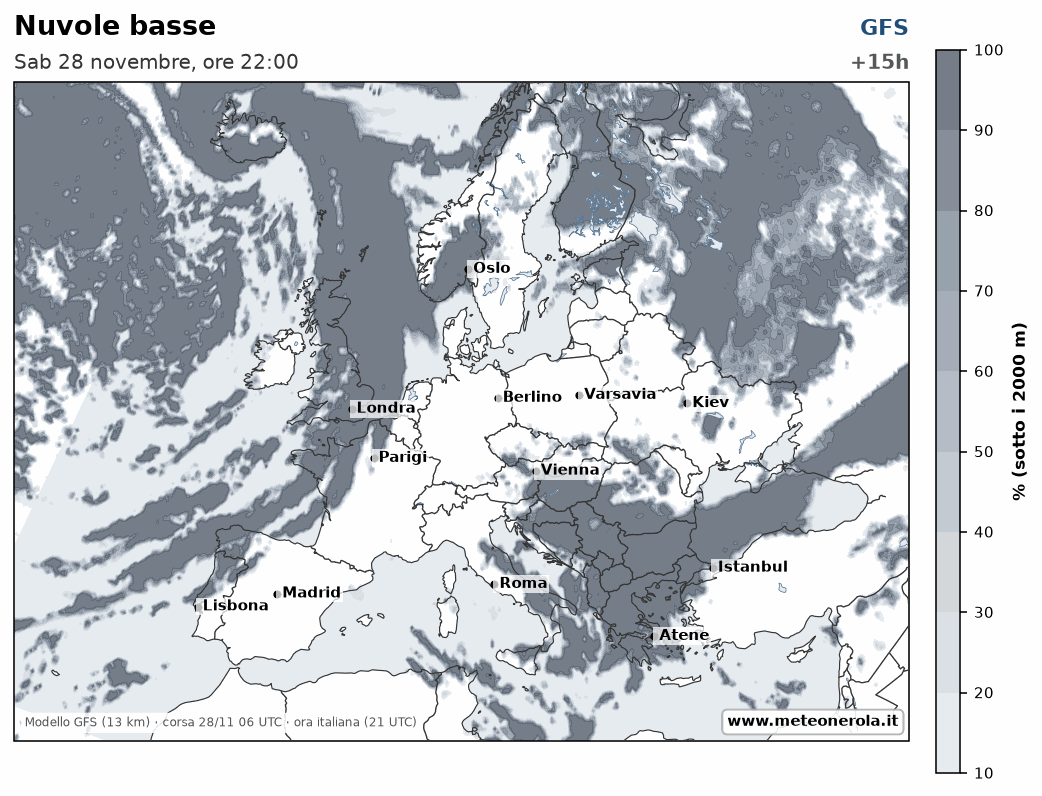 Nuvole basse
GFS
Sab 28 novembre, ore 22:00
+15h
Oslo
Londra
Berlino
Varsavia
Kiev
Parigi
Vienna
Istanbul
Roma
Madrid
Lisbona
Atene
Modello GFS (13 km) · corsa 28/11 06 UTC · ora italiana (21 UTC)
www.meteonerola.it
100
90
80
70
60
50
40
30
20
10
% (sotto i 2000 m)